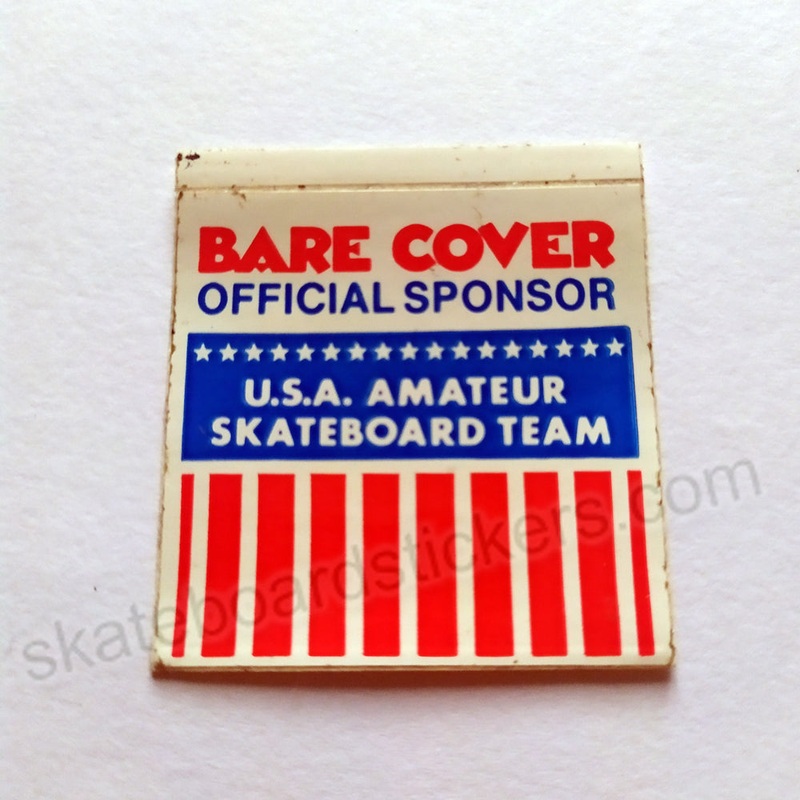 BARE COVER
OFFICIAL SPONSOR
U.S.A. AMATEUR
SKATEBOARD TEAM
skateboardstickers.com